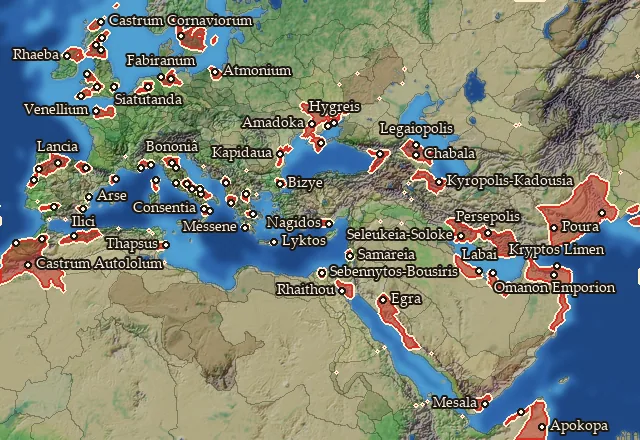 Castrum Cornaviorum
Rhaeba
Fabiranum
Atmonium
Siatutanda
Venellium
Hygreis
Amadoka
Legaiopolis
Lancia
Bononia
Kapidaua
Chabala
Bizye
Kyropolis-Kadousia
Arse
Consentia
Ilici
Messene
Nagidos
Persepolis
Poura
Thapsus
Lyktos
Seleukeia-Soloke
Samareia
Labai
Kryptos Limen
Castrum Autololum
Sebennytos-Bousiris
Rhaithou
Omanon Emporion
Egra
Mesala
Apokopa